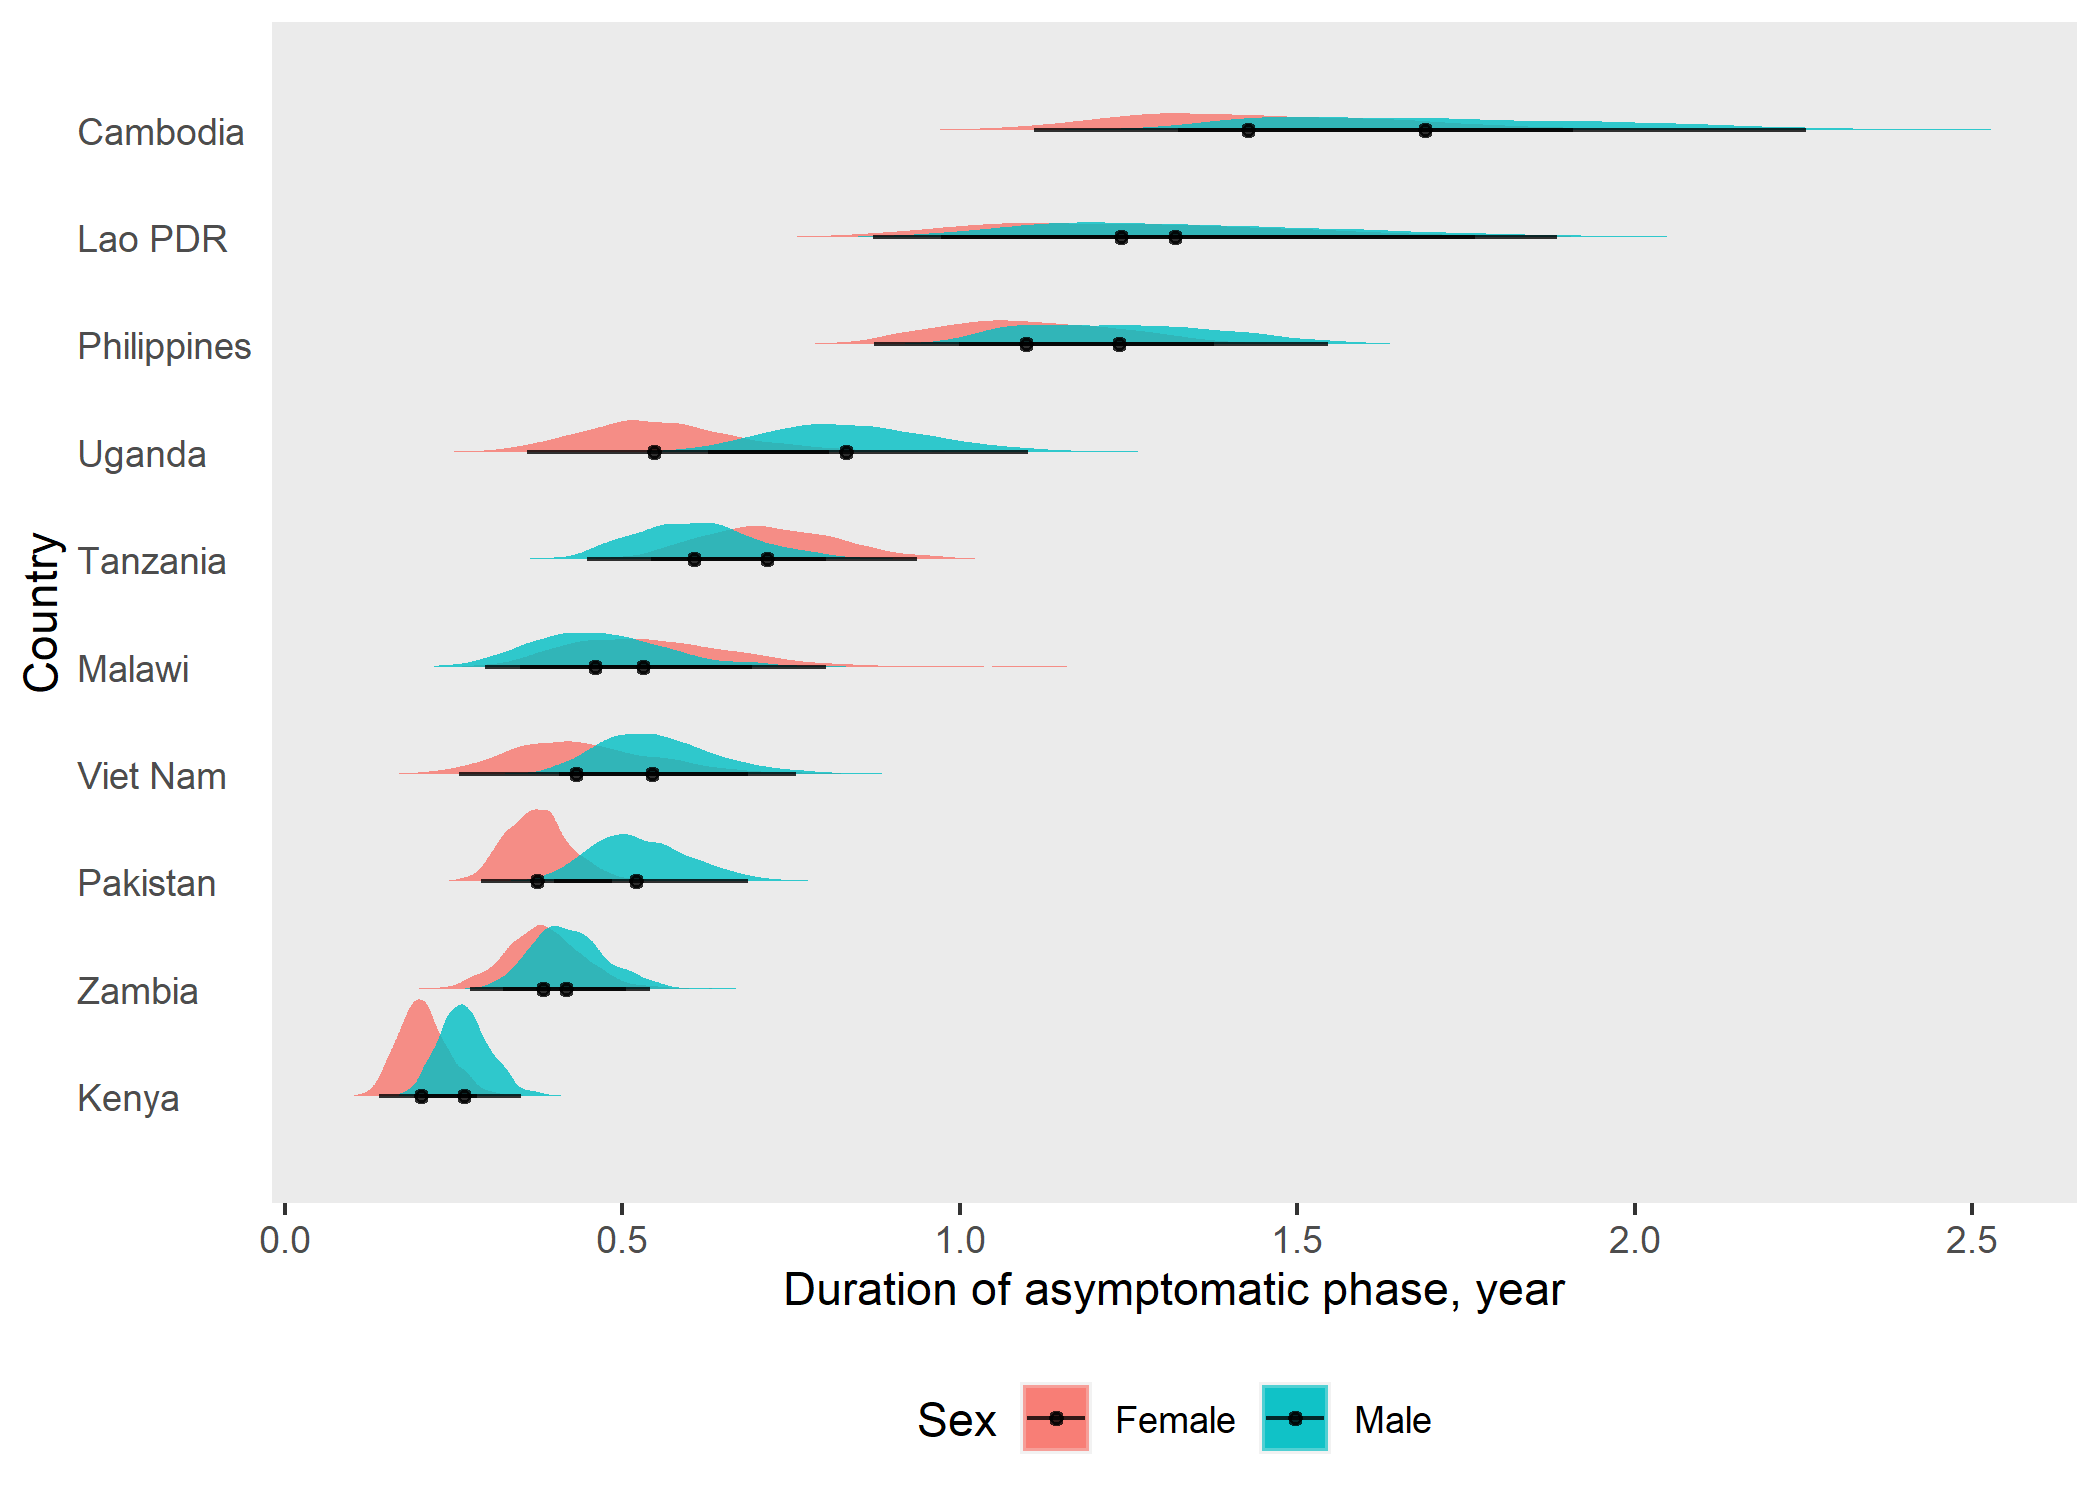 Cambodia
Lao PDR
Philippines
Uganda
Tanzania
Malawi
Viet Nam
Pakistan
Zambia
Kenya
Country
0.0 0.5 1.0 1.5 2.0 2.5
Duration of asymptomatic phase, year
Sex Female Male